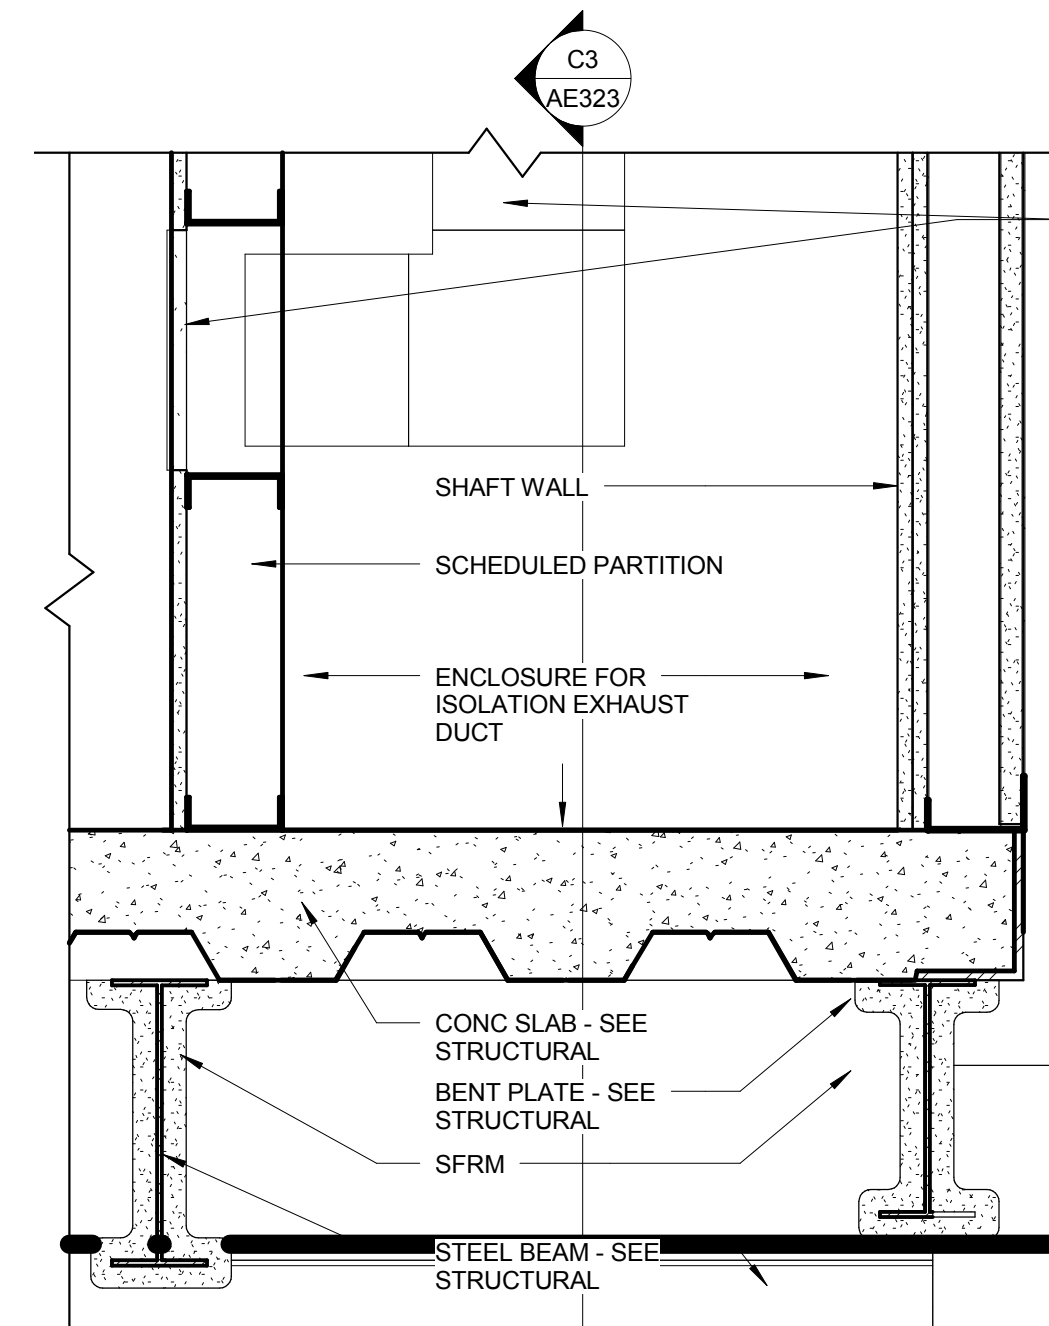 C3
AE323
SHAFT WALL
SCHEDULED PARTITION
ENCLOSURE FOR
ISOLATION EXHAUST
DUCT
CONC SLAB - SEE
STRUCTURAL
BENT PLATE - SEE
STRUCTURAL
SFRM
STEEL BEAM - SEE
STRUCTURAL